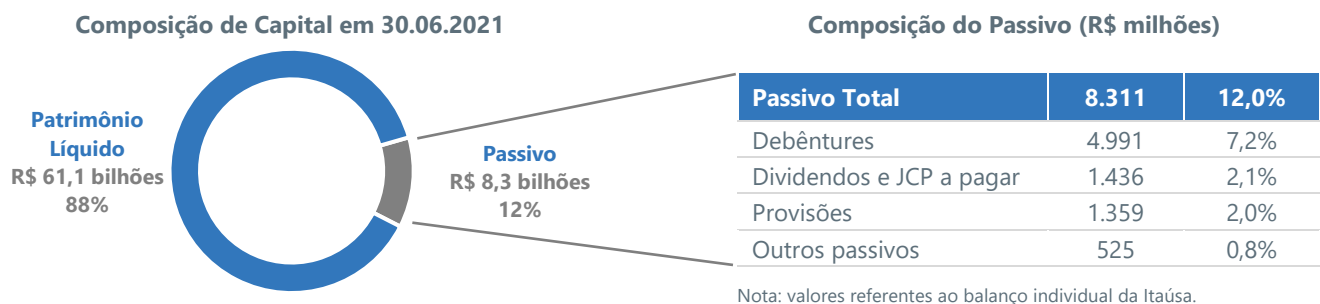 Composição de Capital em 30.06.2021
Patrimônio
Líquido
R$ 61,1 bilhões
88%
Passivo
R$ 8,3 bilhões
12%
Composição do Passivo (R$ milhões)
Passivo Total 8.311 12,0%
Debêntures 4.991 7,2%
Dividendos e JCP a pagar 1.436 2,1%
Provisões 1.359 2,0%
Outros passivos 525 0,8%
Nota: valores referentes ao balanço individual da Itaúsa.